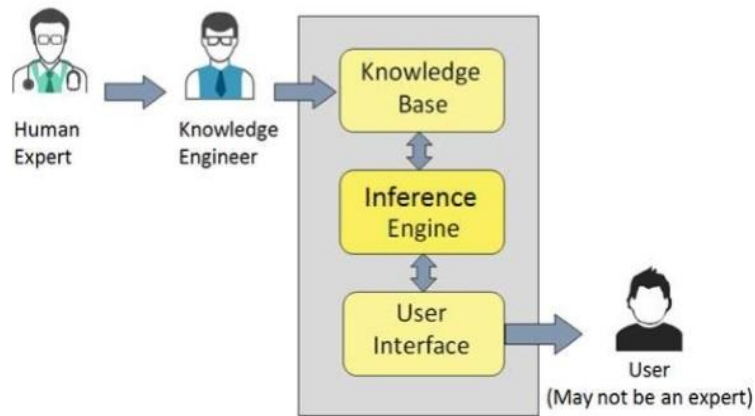 Human
Expert
Knowledge
Engineer
Knowledge
Base
Inference
Engine
User
Interface
User
(May not be an expert)